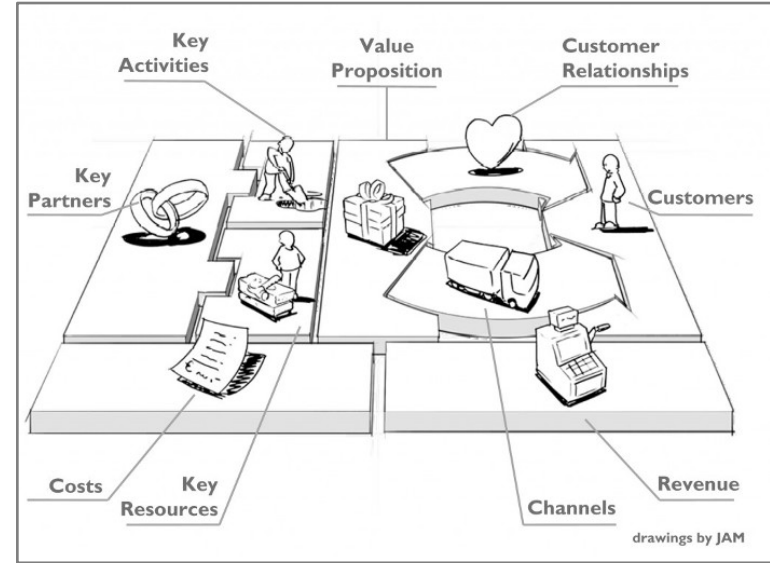 Key
Activities
Value
Proposition
Customer
Relationships
Key
Partners
Customers
Costs
Key
Resources
Channels
Revenue
drawings by JAM